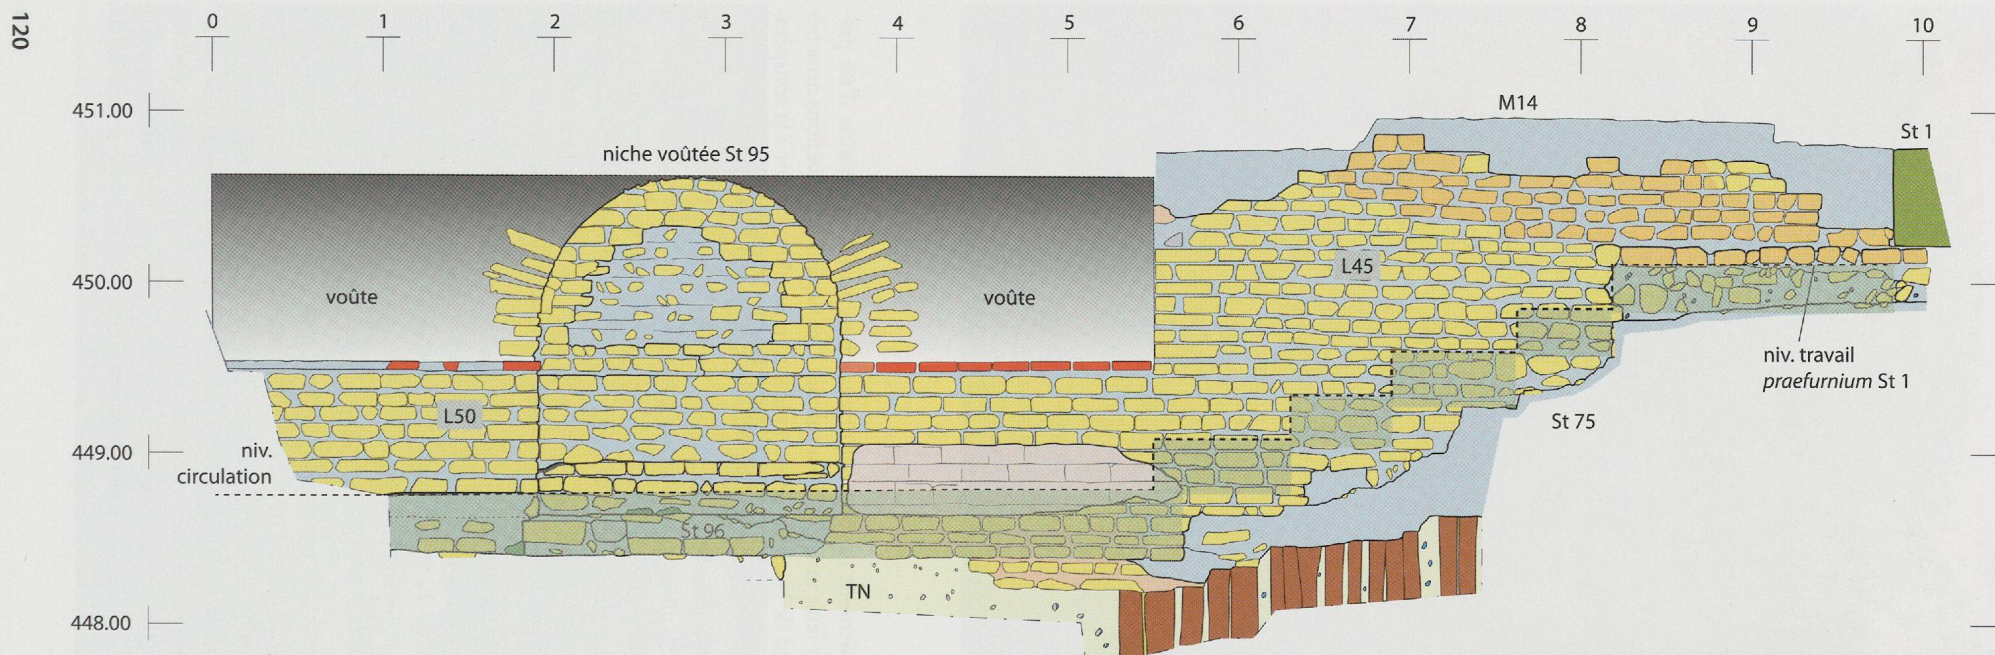 120
0 1 2 3 4 5 6 7 8 9 10
451.00
M14
St 1
niche voûtée St 95
450.00
voûte
voûte
L45
niv. travail
praefurnium St 1
L50
St 75
449.00
niv.
circulation
St 96
TN
448.00